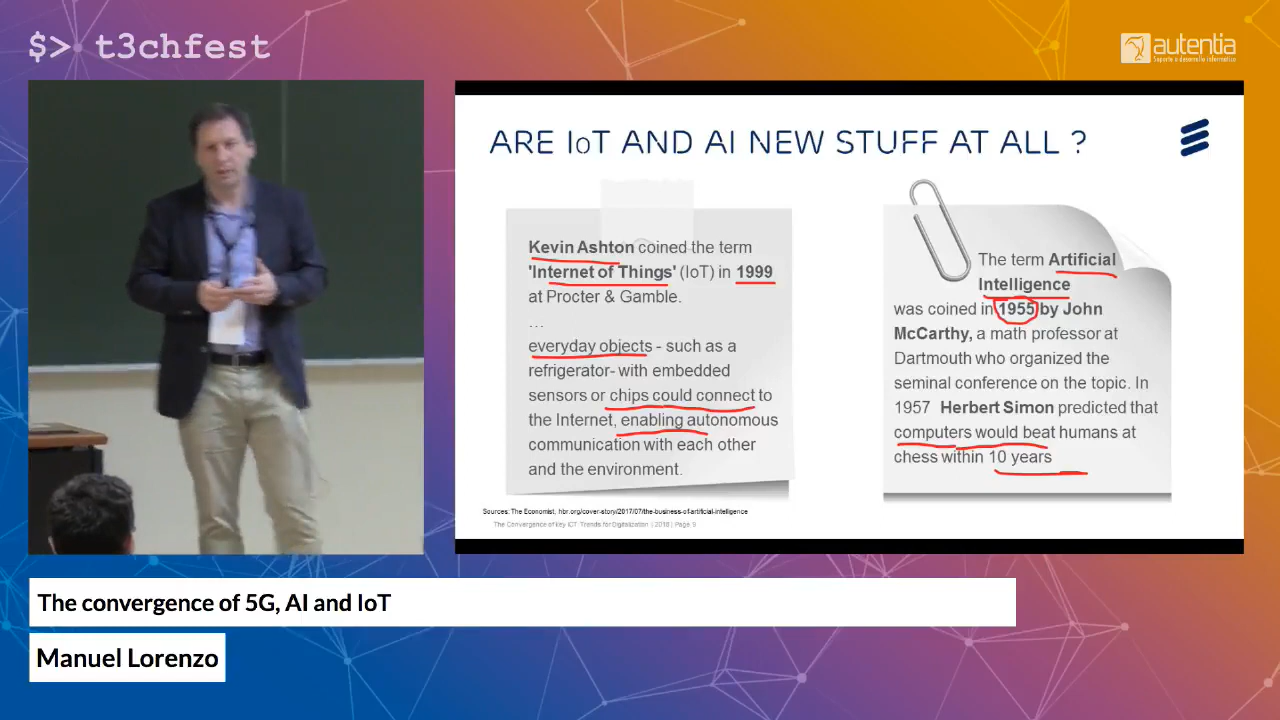 $> t3chfest
autentia
Soporte a desarrollo informático
ARE IoT AND AI NEW STUFF AT ALL ?
Kevin Ashton coined the term
'Internet of Things' (IoT) in 1999
at Procter & Gamble.
…
everyday objects - such as a
refrigerator- with embedded
sensors or chips could connect to
the Internet, enabling autonomous
communication with each other
and the environment.
The term Artificial
Intelligence
was coined in 1955 by John
McCarthy, a math professor at
Dartmouth who organized the
seminal conference on the topic. In
1957 Herbert Simon predicted that
computers would beat humans at
chess within 10 years
Sources: The Economist, hbr.org/cover-story/2017/07/the-business-of-artificial-intelligence
The Convergence of key ICT Trends for Digitalization | 2018 | Page 5
The convergence of 5G, AI and IoT
Manuel Lorenzo